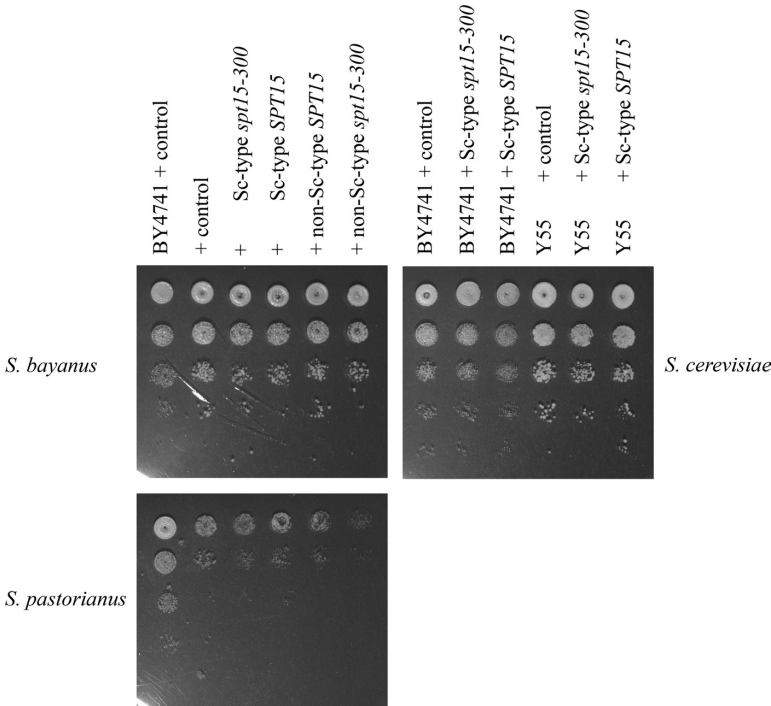 BY4741 + control
+ control
+ Sc-type spt15-300
+ Sc-type SPT15
+ non-Sc-type SPT15
+ non-Sc-type spt15-300
BY4741 + control
BY4741 + Sc-type spt15-300
BY4741 + Sc-type SPT15
Y55 + control
Y55 + Sc-type spt15-300
Y55 + Sc-type SPT15
S. bayanus
S. cerevisiae
S. pastorianus